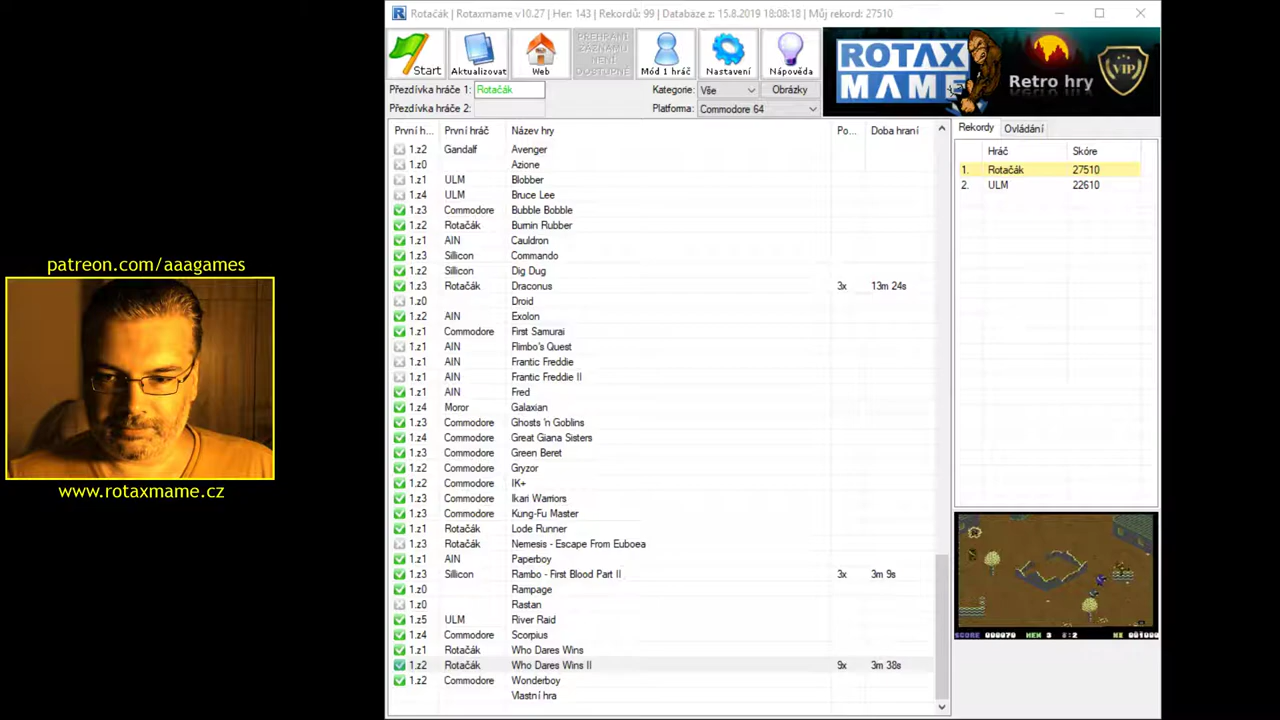 Rotačák | Rotaxmame v10.27 | Her: 143 | Rekordů: 99 | Databáze z: 15.8.2019 18:08:18 | Můj rekord: 27510
Start
Aktualizovat
Web
PŘEHRÁNÍ ZÁZNAMU NENÍ DOSTUPNÉ
Mód 1 hráč
Nastavení
Nápověda
ROTAX
MAME
Retro hry
VIP
Přezdívka hráče 1: Rotačák
Kategorie: Vše
Obrázky
Přezdívka hráče 2:
Platforma: Commodore 64
První h... První hráč Název hry Po... Doba hraní
1.z2 Gandalf Avenger
1.z0 Azione
1.z1 ULM Blobber
1.z4 ULM Bruce Lee
1.z3 Commodore Bubble Bobble
1.z2 Rotačák Burnin Rubber
1.z1 AIN Cauldron
1.z3 Sillicon Commando
1.z2 Sillicon Dig Dug
1.z3 Rotačák Draconus 3x 13m 24s
1.z0 Droid
1.z2 AIN Exolon
1.z1 Commodore First Samurai
1.z1 AIN Flimbo's Quest
1.z1 AIN Frantic Freddie
1.z1 AIN Frantic Freddie II
1.z1 AIN Fred
1.z4 Moror Galaxian
1.z3 Commodore Ghosts 'n Goblins
1.z4 Commodore Great Giana Sisters
1.z3 Commodore Green Beret
1.z2 Commodore Gryzor
1.z2 Commodore IK+
1.z3 Commodore Ikari Warriors
1.z3 Commodore Kung-Fu Master
1.z1 Rotačák Lode Runner
1.z3 Rotačák Nemesis - Escape From Euboea
1.z1 AIN Paperboy
1.z3 Sillicon Rambo - First Blood Part II 3x 3m 9s
1.z0 Rampage
1.z0 Rastan
1.z5 ULM River Raid
1.z4 Commodore Scorpius
1.z1 Rotačák Who Dares Wins
1.z2 Rotačák Who Dares Wins II 9x 3m 38s
1.z2 Commodore Wonderboy
Vlastní hra
Rekordy Ovládání
Hráč Skóre
1. Rotačák 27510
2. ULM 22610
patreon.com/aaagames
www.rotaxmame.cz
SCORE